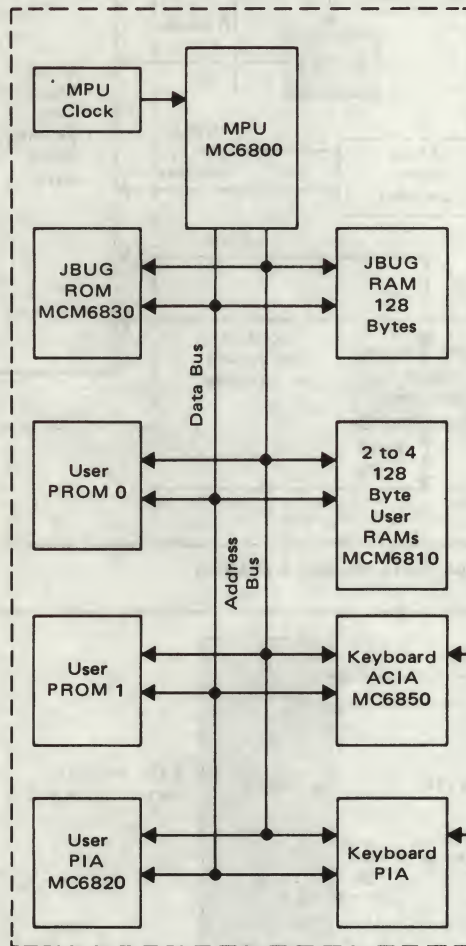 MPU
Clock
MPU
MC6800
JBUG
ROM
MCM6830
JBUG
RAM
128
Bytes
Data Bus
User
PROM 0
2 to 4
128
Byte
User
RAMs
MCM6810
Address
Bus
User
PROM 1
Keyboard
ACIA
MC6850
User
PIA
MC6820
Keyboard
PIA